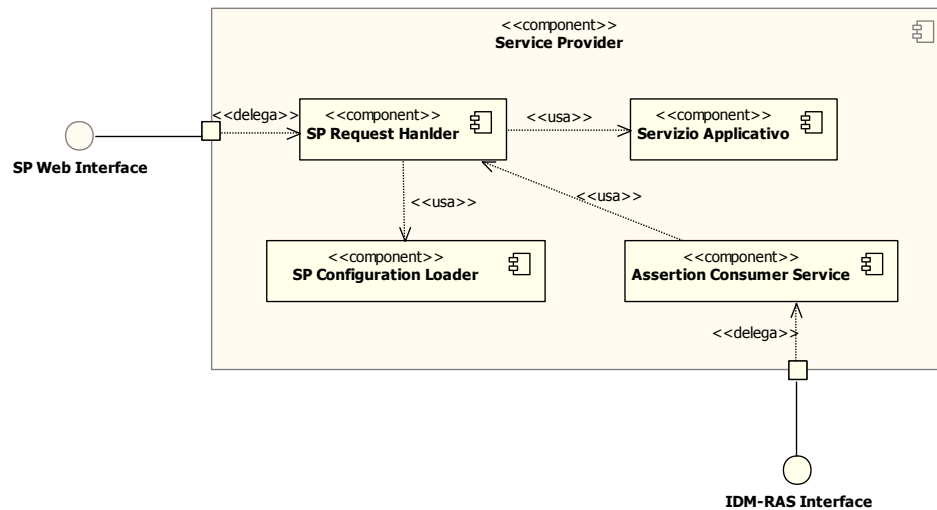 <<component>>
Service Provider
<<delega>>
<<component>>
SP Request Hanlder
<<usa>>
<<component>>
Servizio Applicativo
SP Web Interface
<<usa>>
<<usa>>
<<component>>
SP Configuration Loader
<<component>>
Assertion Consumer Service
<<delega>>
IDM-RAS Interface